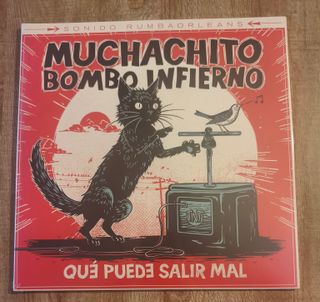 SONIDO RUMBAORLEANS
MUCHACHITO
BOMBO INFIERNO
QUÉ PUEDE SALIR MAL